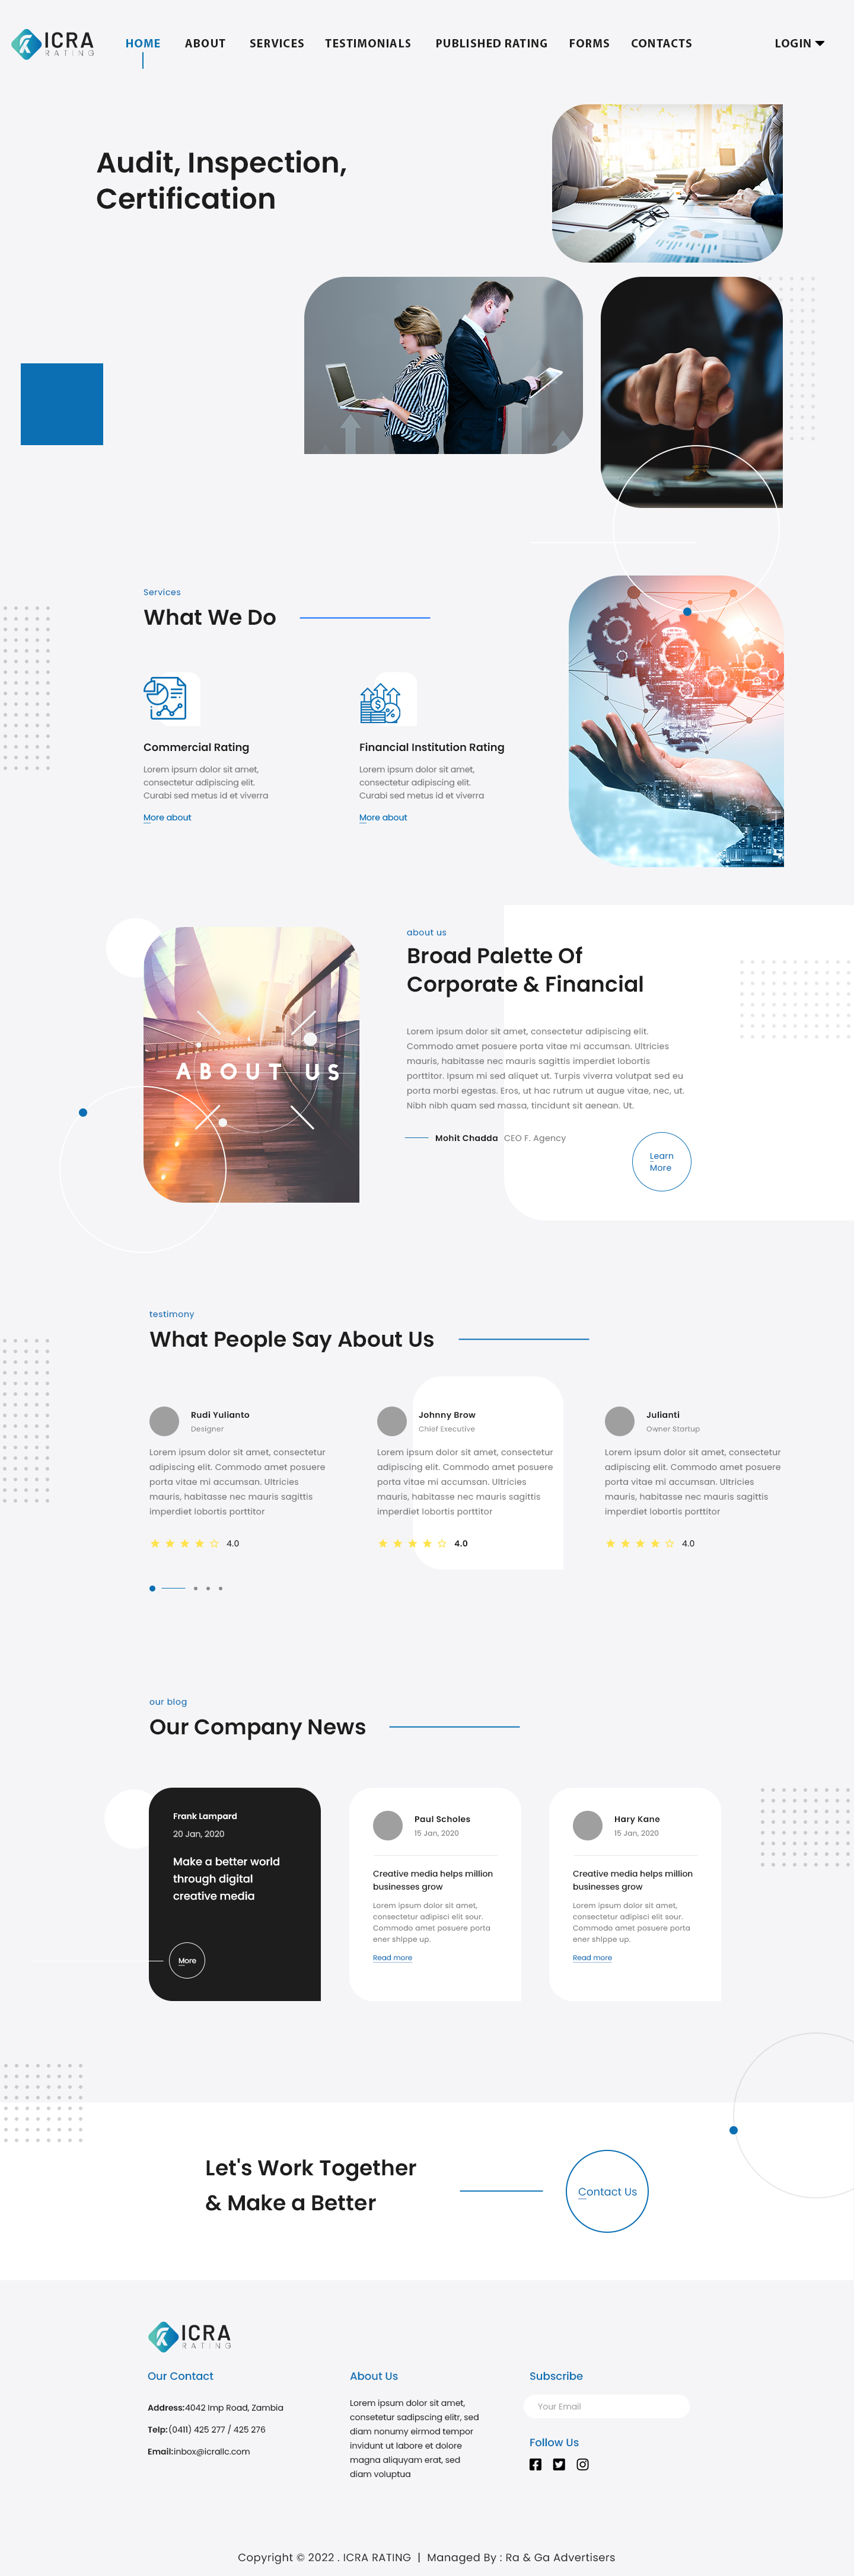 ICRA
RATING
HOME ABOUT SERVICES TESTIMONIALS PUBLISHED RATING FORMS CONTACTS LOGIN
Audit, Inspection,
Certification
Services
What We Do
Commercial Rating
Lorem ipsum dolor sit amet,
consectetur adipiscing elit.
Curabi sed metus id et viverra
More about
Financial Institution Rating
Lorem ipsum dolor sit amet,
consectetur adipiscing elit.
Curabi sed metus id et viverra
More about
ABOUT US
about us
Broad Palette Of
Corporate & Financial
Lorem ipsum dolor sit amet, consectetur adipiscing elit.
Commodo amet posuere porta vitae mi accumsan. Ultricies
mauris, habitasse nec mauris sagittis imperdiet lobortis
porttitor. Ipsum mi sed aliquet ut. Turpis viverra volutpat sed eu
porta morbi egestas. Eros, ut hac rutrum ut augue vitae, nec, ut.
Nibh nibh quam sed massa, tincidunt sit aenean. Ut.
Mohit Chadda CEO F. Agency
Learn
More
testimony
What People Say About Us
Rudi Yulianto
Designer
Lorem ipsum dolor sit amet, consectetur
adipiscing elit. Commodo amet posuere
porta vitae mi accumsan. Ultricies
mauris, habitasse nec mauris sagittis
imperdiet lobortis porttitor
4.0
Johnny Brow
Chief Executive
Lorem ipsum dolor sit amet, consectetur
adipiscing elit. Commodo amet posuere
porta vitae mi accumsan. Ultricies
mauris, habitasse nec mauris sagittis
imperdiet lobortis porttitor
4.0
Julianti
Owner Startup
Lorem ipsum dolor sit amet, consectetur
adipiscing elit. Commodo amet posuere
porta vitae mi accumsan. Ultricies
mauris, habitasse nec mauris sagittis
imperdiet lobortis porttitor
4.0
our blog
Our Company News
Frank Lampard
20 Jan, 2020
Make a better world
through digital
creative media
More
Paul Scholes
15 Jan, 2020
Creative media helps million
businesses grow
Lorem ipsum dolor sit amet,
consectetur adipisci elit sour.
Commodo amet posuere porta
ener shippe up.
Read more
Hary Kane
15 Jan, 2020
Creative media helps million
businesses grow
Lorem ipsum dolor sit amet,
consectetur adipisci elit sour.
Commodo amet posuere porta
ener shippe up.
Read more
Let's Work Together
& Make a Better
Contact Us
ICRA
RATING
Our Contact
Address:4042 Imp Road, Zambia
Telp:(0411) 425 277 / 425 276
Email:inbox@icrallc.com
About Us
Lorem ipsum dolor sit amet,
consetetur sadipscing elitr, sed
diam nonumy eirmod tempor
invidunt ut labore et dolore
magna aliquyam erat, sed
diam voluptua
Subscribe
Your Email
Follow Us
Copyright © 2022 . ICRA RATING | Managed By : Ra & Ga Advertisers